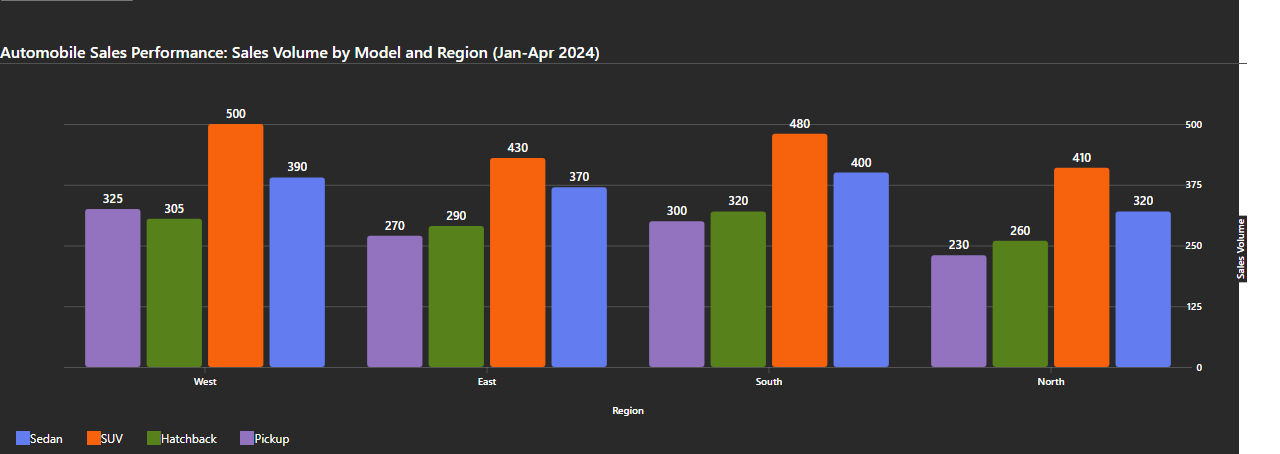 Automobile Sales Performance: Sales Volume by Model and Region (Jan-Apr 2024)
500
480
430
410
400
390
370
325
305
320
320
300
290
270
260
230
500
375
250
125
0
Sales Volume
West
East
South
North
Region
Sedan
SUV
Hatchback
Pickup